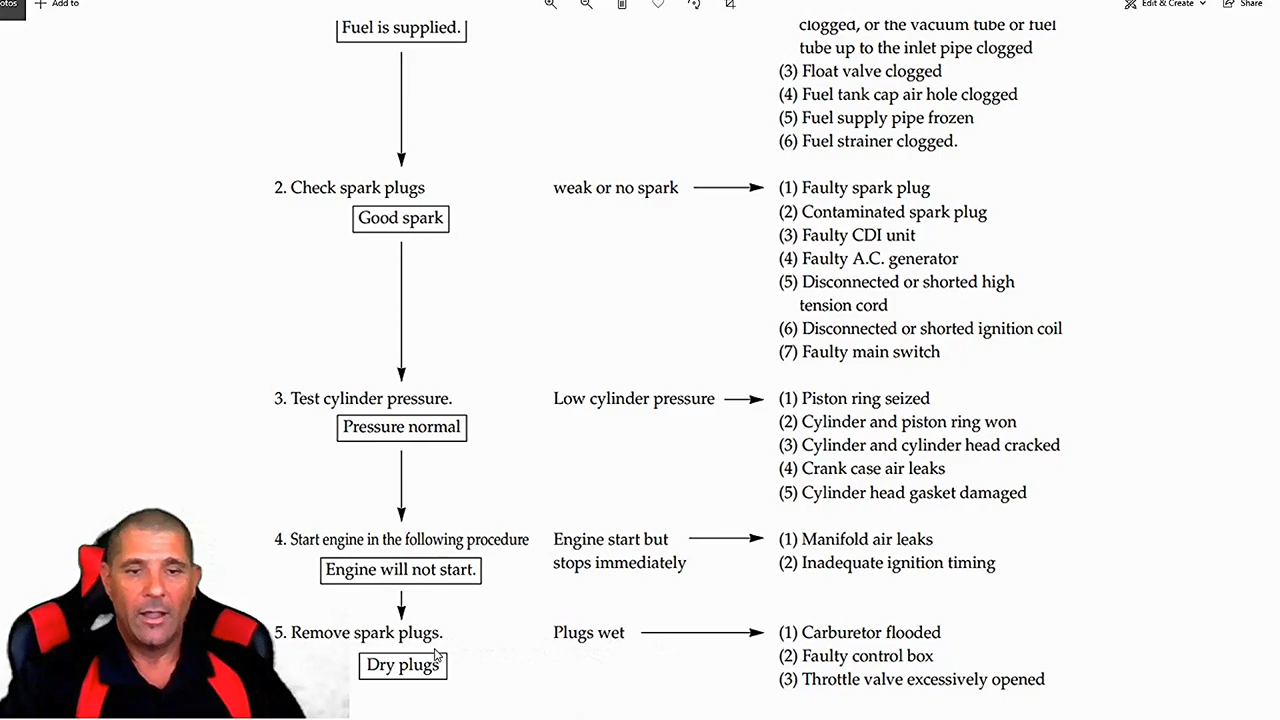 Add to
Edit & Create
Share
Fuel is supplied.
clogged, or the vacuum tube or fuel
tube up to the inlet pipe clogged
(3) Float valve clogged
(4) Fuel tank cap air hole clogged
(5) Fuel supply pipe frozen
(6) Fuel strainer clogged.
2. Check spark plugs
Good spark
weak or no spark
(1) Faulty spark plug
(2) Contaminated spark plug
(3) Faulty CDI unit
(4) Faulty A.C. generator
(5) Disconnected or shorted high
tension cord
(6) Disconnected or shorted ignition coil
(7) Faulty main switch
3. Test cylinder pressure.
Pressure normal
Low cylinder pressure
(1) Piston ring seized
(2) Cylinder and piston ring won
(3) Cylinder and cylinder head cracked
(4) Crank case air leaks
(5) Cylinder head gasket damaged
4. Start engine in the following procedure
Engine will not start.
Engine start but
stops immediately
(1) Manifold air leaks
(2) Inadequate ignition timing
5. Remove spark plugs.
Dry plugs
Plugs wet
(1) Carburetor flooded
(2) Faulty control box
(3) Throttle valve excessively opened